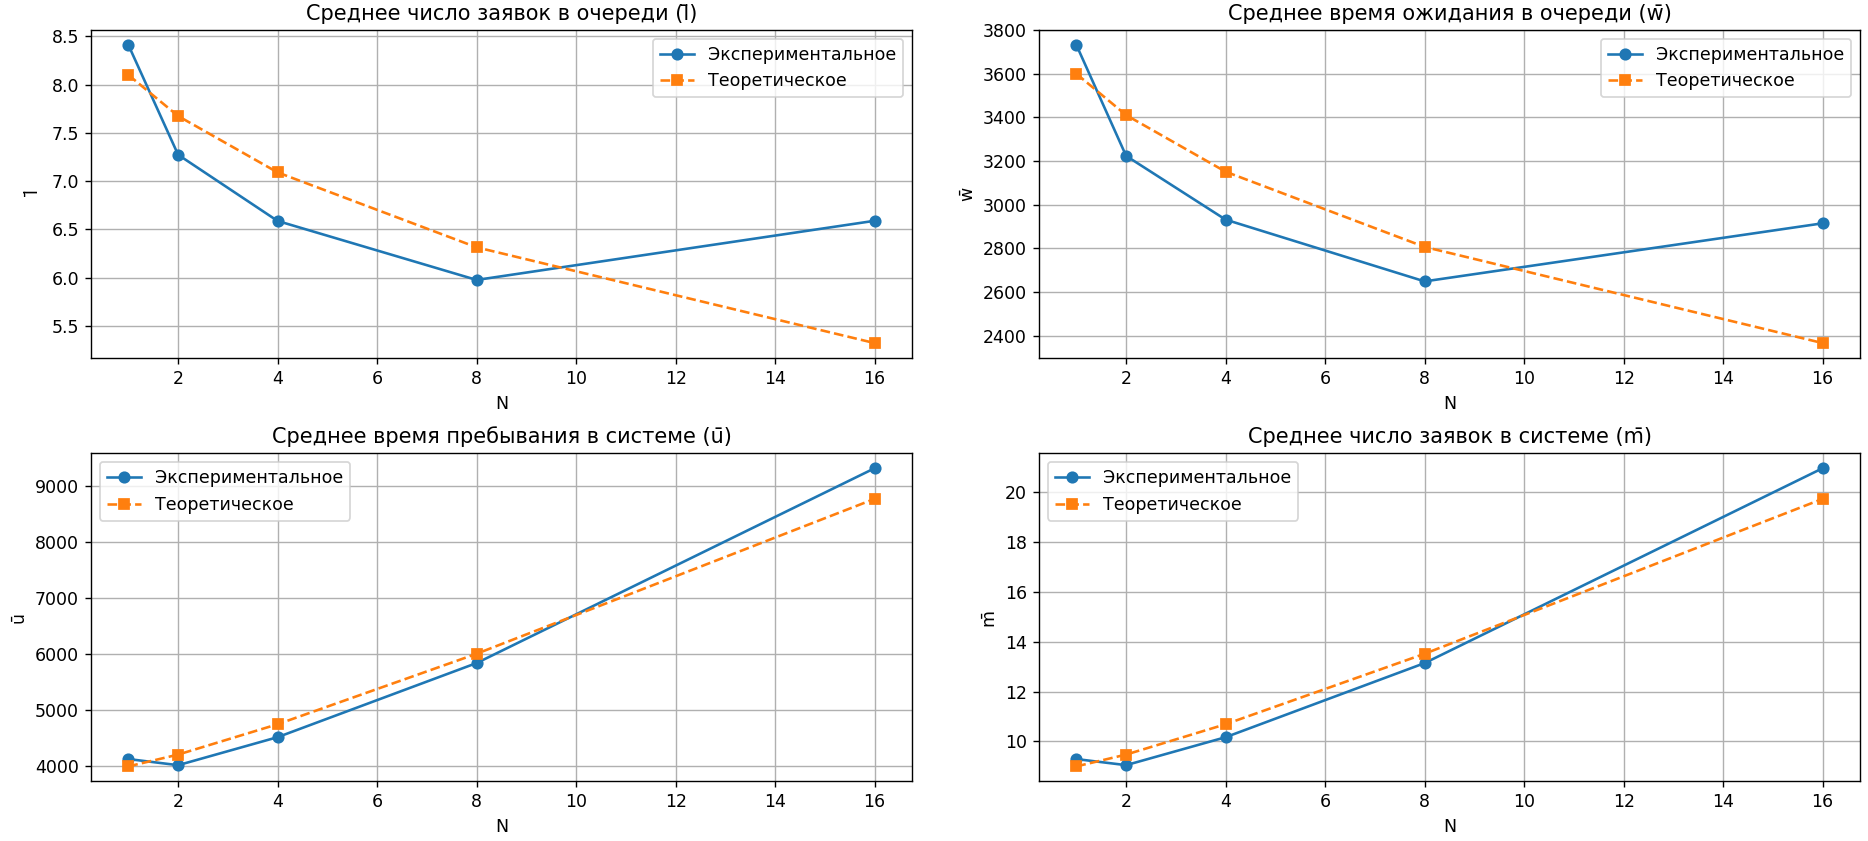 Среднее число заявок в очереди (l̄)
8.5
8.0
7.5
7.0
6.5
6.0
5.5
l̄
Экспериментальное
Теоретическое
2 4 6 8 10 12 14 16
N
Среднее время ожидания в очереди (w̄)
3800
3600
3400
3200
3000
2800
2600
2400
w̄
Экспериментальное
Теоретическое
2 4 6 8 10 12 14 16
N
Среднее время пребывания в системе (ū)
9000
8000
7000
6000
5000
4000
ū
Экспериментальное
Теоретическое
2 4 6 8 10 12 14 16
N
Среднее число заявок в системе (m̄)
20
18
16
14
12
10
m̄
Экспериментальное
Теоретическое
2 4 6 8 10 12 14 16
N